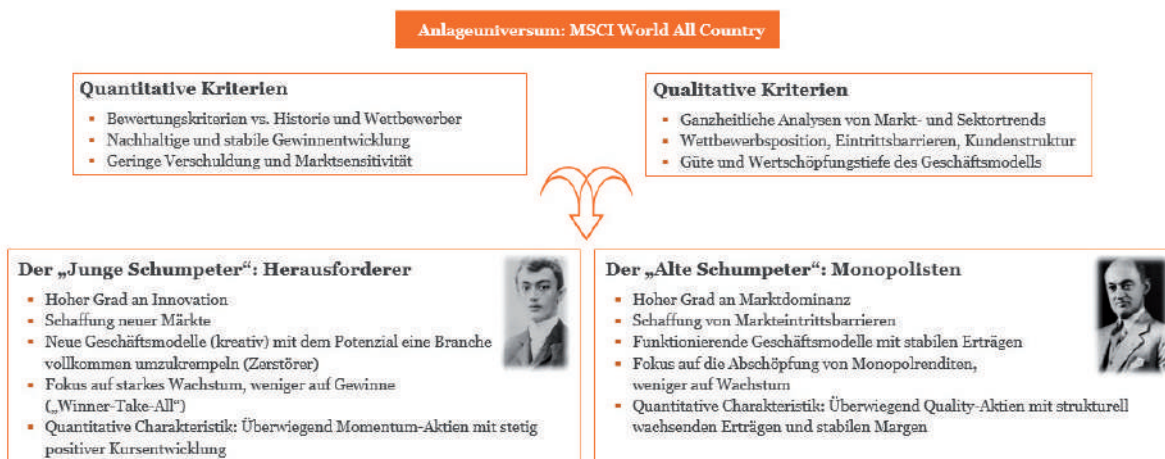 Anlageuniversum: MSCI World All Country
Quantitative Kriterien
▪ Bewertungskriterien vs. Historie und Wettbewerber
▪ Nachhaltige und stabile Gewinnentwicklung
▪ Geringe Verschuldung und Marktsensitivität
Qualitative Kriterien
▪ Ganzheitliche Analysen von Markt- und Sektortrends
▪ Wettbewerbsposition, Eintrittsbarrieren, Kundenstruktur
▪ Güte und Wertschöpfungstiefe des Geschäftsmodells
Der „Junge Schumpeter“: Herausforderer
▪ Hoher Grad an Innovation
▪ Schaffung neuer Märkte
▪ Neue Geschäftsmodelle (kreativ) mit dem Potenzial eine Branche
vollkommen umzukrempeln (Zerstörer)
▪ Fokus auf starkes Wachstum, weniger auf Gewinne
(„Winner-Take-All“)
▪ Quantitative Charakteristik: Überwiegend Momentum-Aktien mit stetig
positiver Kursentwicklung
Der „Alte Schumpeter“: Monopolisten
▪ Hoher Grad an Marktdominanz
▪ Schaffung von Markteintrittsbarrieren
▪ Funktionierende Geschäftsmodelle mit stabilen Erträgen
▪ Fokus auf die Abschöpfung von Monopolrenditen,
weniger auf Wachstum
▪ Quantitative Charakteristik: Überwiegend Quality-Aktien mit strukturell
wachsenden Erträgen und stabilen Margen